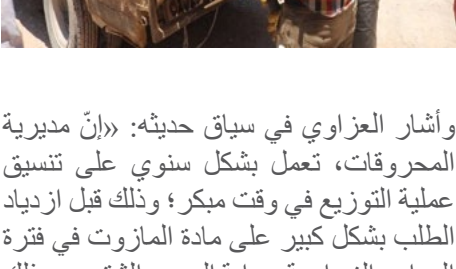 وأشار العزاوي في سياق حديثه: «إنّ مديرية
المحروقات، تعمل بشكل سنوي على تنسيق
عملية التوزيع في وقت مبكر؛ وذلك قبل ازدياد
الطلب بشكل كبير على مادة المازوت في فترة